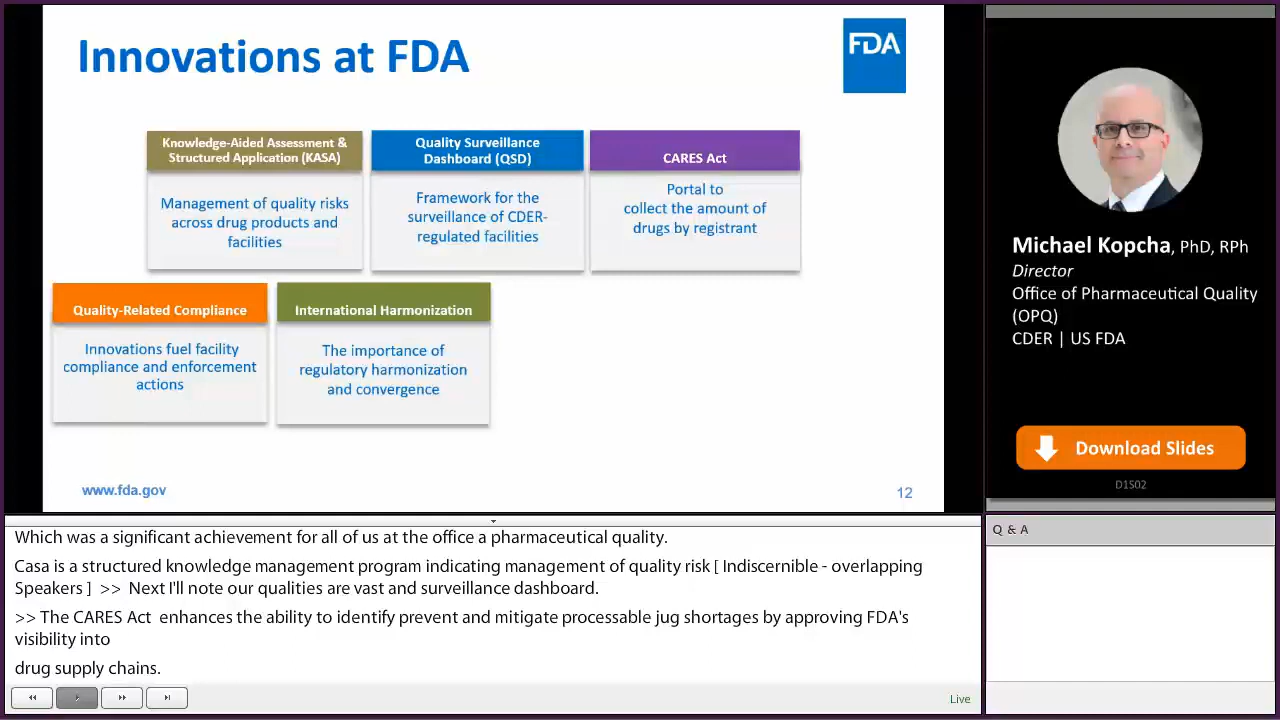 Innovations at FDA
FDA
Knowledge-Aided Assessment &
Structured Application (KASA)
Management of quality risks
across drug products and
facilities
Quality Surveillance
Dashboard (QSD)
Framework for the
surveillance of CDER-
regulated facilities
CARES Act
Portal to
collect the amount of
drugs by registrant
Quality-Related Compliance
Innovations fuel facility
compliance and enforcement
actions
International Harmonization
The importance of
regulatory harmonization
and convergence
www.fda.gov
12
Michael Kopcha, PhD, RPh
Director
Office of Pharmaceutical Quality
(OPQ)
CDER | US FDA
Download Slides
D1S02
Which was a significant achievement for all of us at the office a pharmaceutical quality.
Casa is a structured knowledge management program indicating management of quality risk [ Indiscernible - overlapping
Speakers ]  >>  Next I'll note our qualities are vast and surveillance dashboard.
>> The CARES Act  enhances the ability to identify prevent and mitigate processable jug shortages by approving FDA's
visibility into
drug supply chains.
Live
Q & A